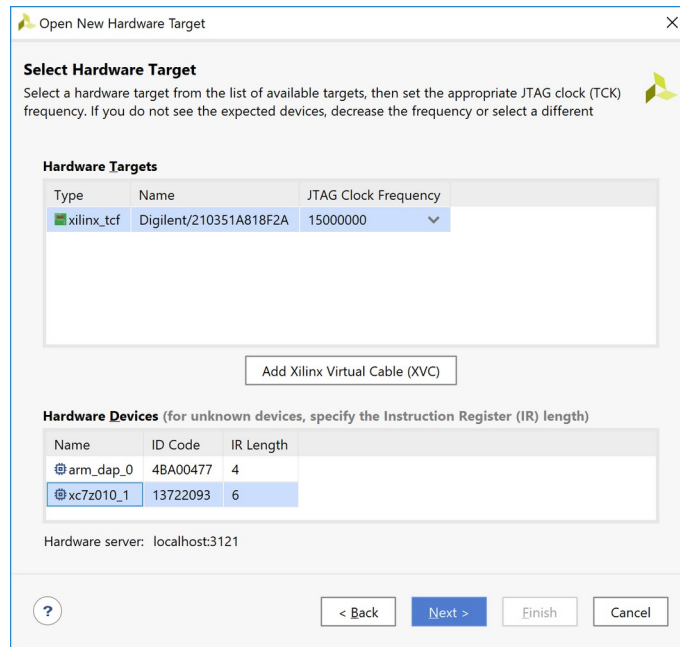 Open New Hardware Target
Select Hardware Target
Select a hardware target from the list of available targets, then set the appropriate JTAG clock (TCK)
frequency. If you do not see the expected devices, decrease the frequency or select a different
Hardware Targets
Type Name JTAG Clock Frequency
xilinx_tcf Digilent/210351A818F2A 15000000
Add Xilinx Virtual Cable (XVC)
Hardware Devices (for unknown devices, specify the Instruction Register (IR) length)
Name ID Code IR Length
arm_dap_0 4BA00477 4
xc7z010_1 13722093 6
Hardware server: localhost:3121
? < Back Next > Finish Cancel